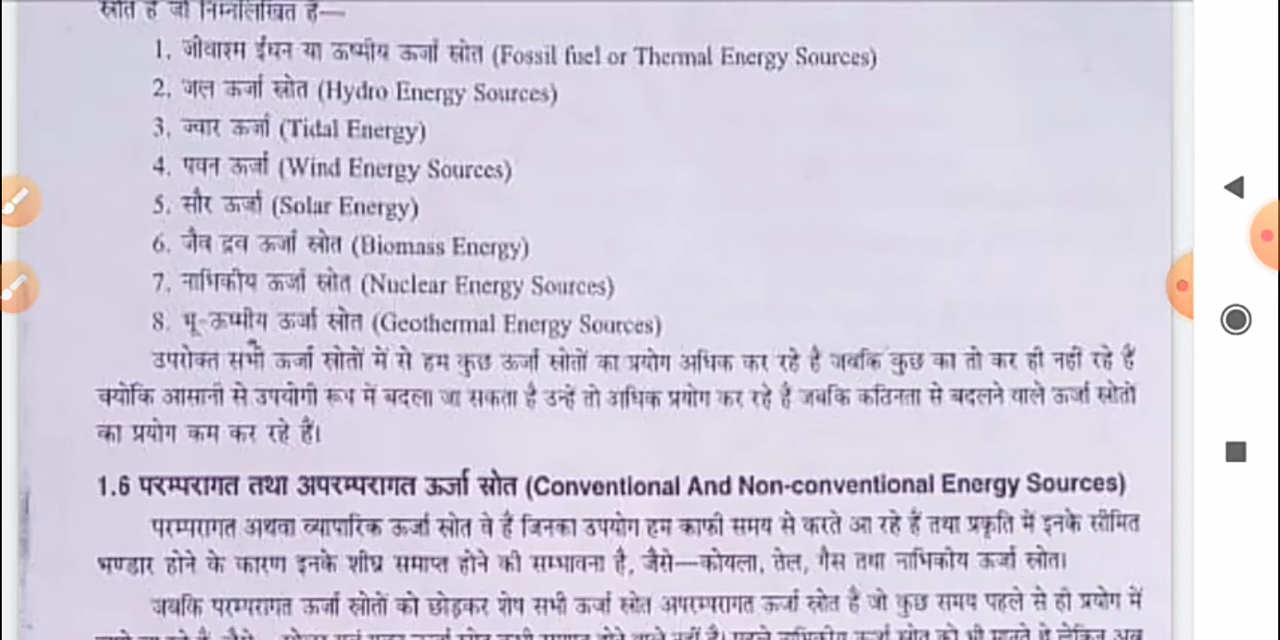 स्रोत हैं जो निम्नलिखित हैं—
1. जीवाश्म ईंधन या ऊष्मीय ऊर्जा स्रोत (Fossil fuel or Thermal Energy Sources)
2. जल ऊर्जा स्रोत (Hydro Energy Sources)
3. ज्वार ऊर्जा (Tidal Energy)
4. पवन ऊर्जा (Wind Energy Sources)
5. सौर ऊर्जा (Solar Energy)
6. जैव द्रव ऊर्जा स्रोत (Biomass Energy)
7. नाभिकीय ऊर्जा स्रोत (Nuclear Energy Sources)
8. भू-ऊष्मीय ऊर्जा स्रोत (Geothermal Energy Sources)
उपरोक्त सभी ऊर्जा स्रोतों में से हम कुछ ऊर्जा स्रोतों का प्रयोग अधिक कर रहे हैं जबकि कुछ का तो कर ही नहीं रहे हैं
क्योंकि आसानी से उपयोगी रूप में बदला जा सकता है उन्हें तो अधिक प्रयोग कर रहे हैं जबकि कठिनता से बदलने वाले ऊर्जा स्रोतों
का प्रयोग कम कर रहे हैं।
1.6 परम्परागत तथा अपरम्परागत ऊर्जा स्रोत (Conventional And Non-conventional Energy Sources)
परम्परागत अथवा व्यापारिक ऊर्जा स्रोत वे हैं जिनका उपयोग हम काफी समय से करते आ रहे हैं तथा प्रकृति में इनके सीमित
भण्डार होने के कारण इनके शीघ्र समाप्त होने की सम्भावना है, जैसे—कोयला, तेल, गैस तथा नाभिकीय ऊर्जा स्रोत।
जबकि परम्परागत ऊर्जा स्रोतों को छोड़कर शेष सभी ऊर्जा स्रोत अपरम्परागत ऊर्जा स्रोत हैं जो कुछ समय पहले से ही प्रयोग में